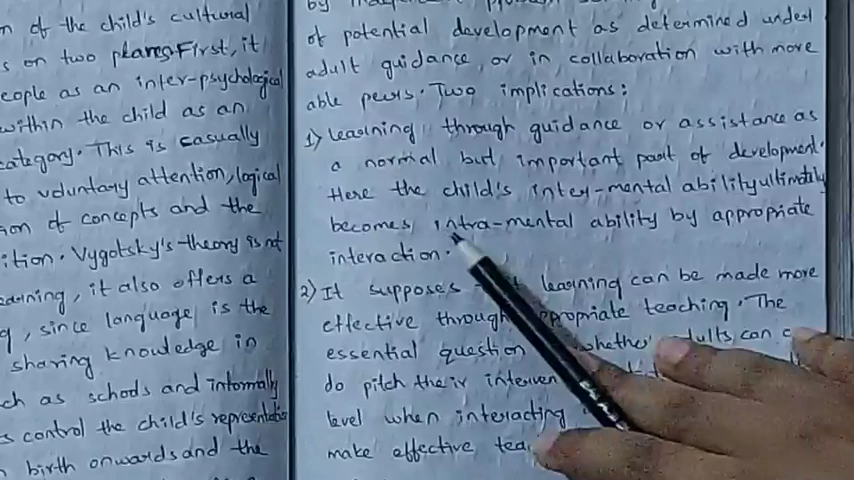 n of the child's cultural
s on two planes First, it
eople as an inter-psychological
within the child as an
category. This is casually
to voluntary attention, logical
on of concepts and the
ition. Vygotsky's theory is not
earning, it also offers a
g, since language is the
sharing knowledge in
ch as schools and informally
s control the child's representation
n birth onwards and the
of potential development as determined under
adult guidance, or in collaboration with more
able peers. Two implications:
1) Learning through guidance or assistance as
a normal but important part of development.
Here the child's inter-mental ability ultimately
becomes intra-mental ability by appropriate
interaction.
2) It supposes learning can be made more
effective through appropriate teaching. The
essential question whether adults can
do pitch their interven
level when interacting
make effective tea